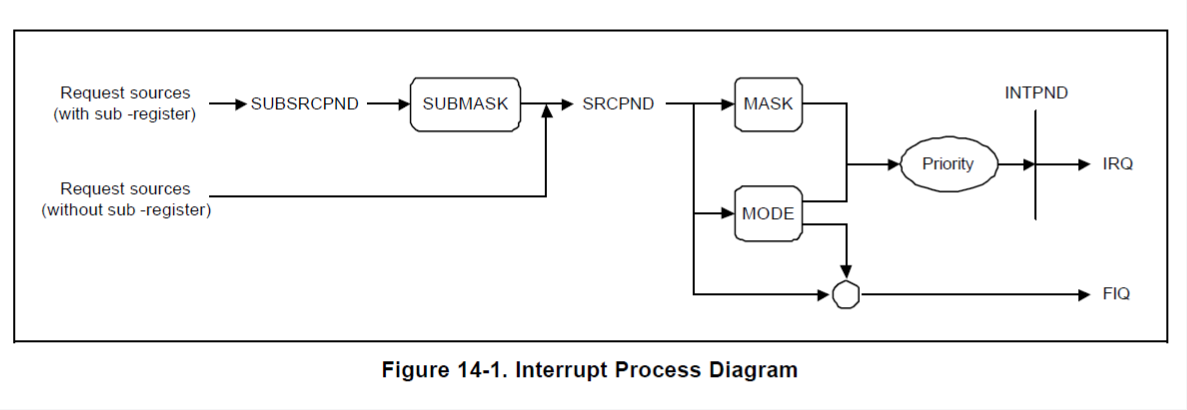 Request sources
(with sub -register)
SUBSRCPND
SUBMASK
SRCPND
MASK
INTPND
Priority
IRQ
Request sources
(without sub -register)
MODE
FIQ
Figure 14-1. Interrupt Process Diagram